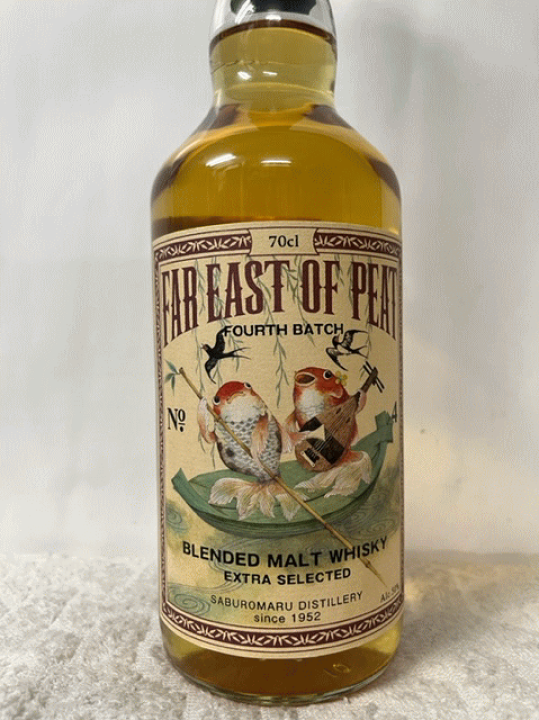 70cl
FAR EAST OF PEAT
FOURTH BATCH
Nº 4
BLENDED MALT WHISKY
EXTRA SELECTED
SABUROMARU DISTILLERY
since 1952